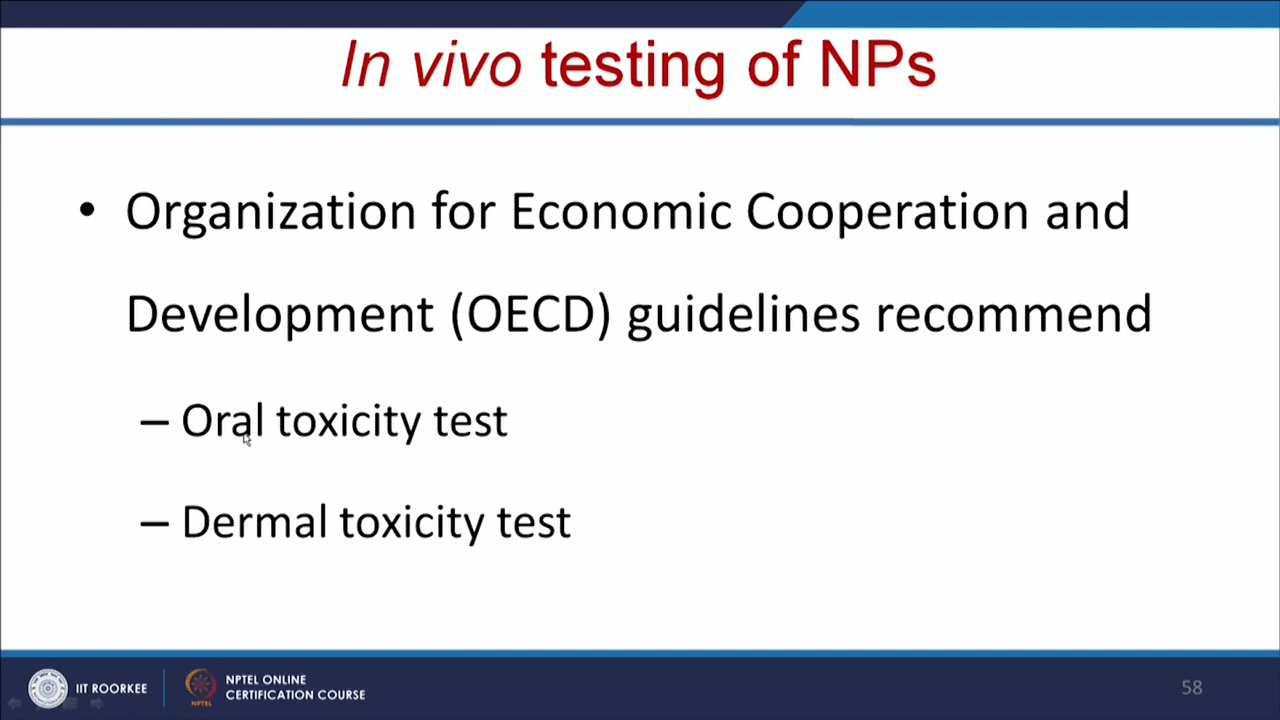 In vivo testing of NPs
• Organization for Economic Cooperation and
Development (OECD) guidelines recommend
– Oral toxicity test
– Dermal toxicity test
IIT ROORKEE
NPTEL
NPTEL ONLINE
CERTIFICATION COURSE
58